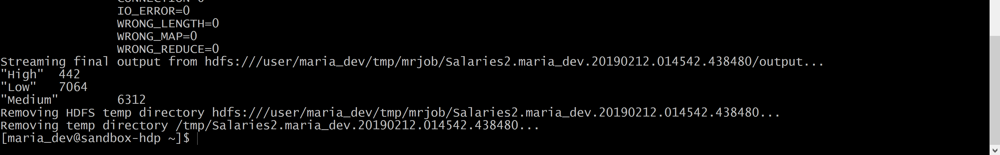 CONNECTION=0
IO_ERROR=0
WRONG_LENGTH=0
WRONG_MAP=0
WRONG_REDUCE=0
Streaming final output from hdfs:///user/maria_dev/tmp/mrjob/Salaries2.maria_dev.20190212.014542.438480/output...
"High"	442
"Low"	7064
"Medium"	6312
Removing HDFS temp directory hdfs:///user/maria_dev/tmp/mrjob/Salaries2.maria_dev.20190212.014542.438480...
Removing temp directory /tmp/Salaries2.maria_dev.20190212.014542.438480...
[maria_dev@sandbox-hdp ~]$